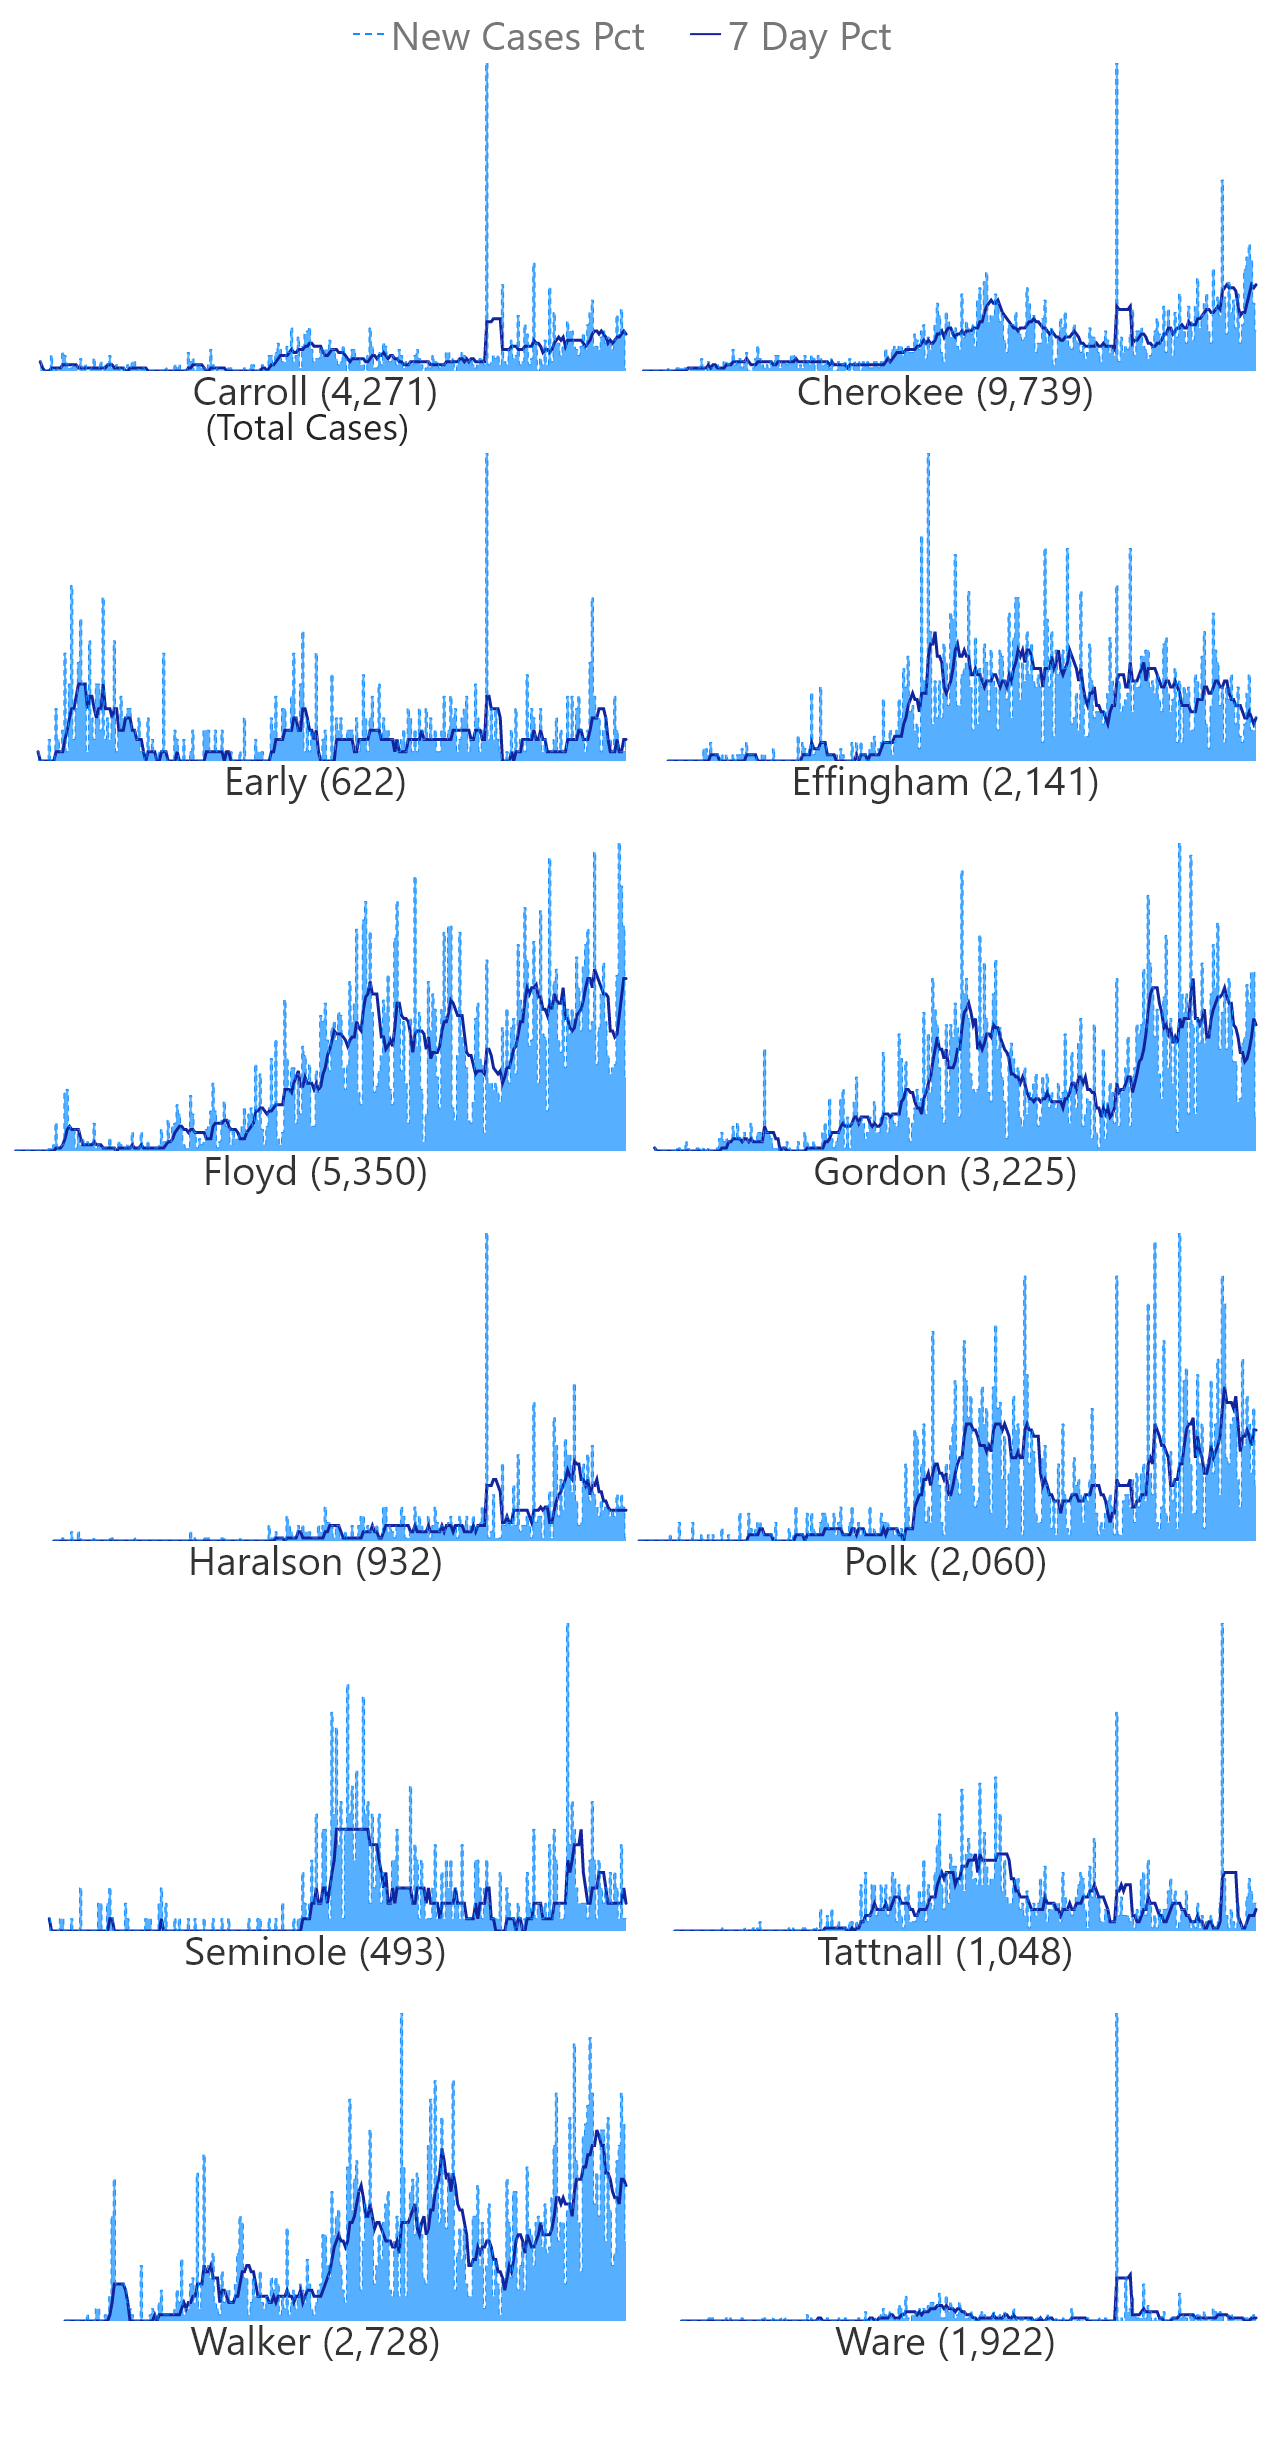 New Cases Pct 7 Day Pct
Carroll (4,271) Cherokee (9,739)
(Total Cases)
Early (622) Effingham (2,141)
Floyd (5,350) Gordon (3,225)
Haralson (932) Polk (2,060)
Seminole (493) Tattnall (1,048)
Walker (2,728) Ware (1,922)